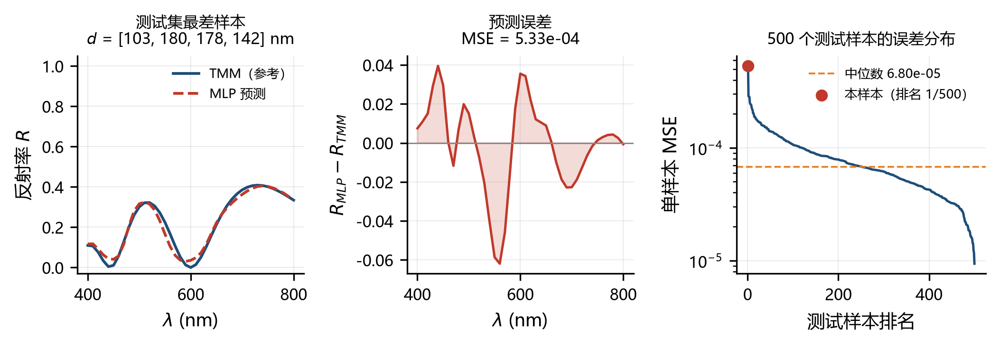 测试集最差样本
d = [103, 180, 178, 142] nm
1.0
0.8
0.6
0.4
0.2
0.0
反射率 R
TMM（参考）
MLP 预测
400
600
800
λ (nm)
预测误差
MSE = 5.33e-04
0.04
0.02
0.00
-0.02
-0.04
-0.06
R_{MLP} − R_{TMM}
400
600
800
λ (nm)
500 个测试样本的误差分布
中位数 6.80e-05
本样本（排名 1/500）
10⁻⁴
10⁻⁵
单样本 MSE
0
200
400
测试样本排名